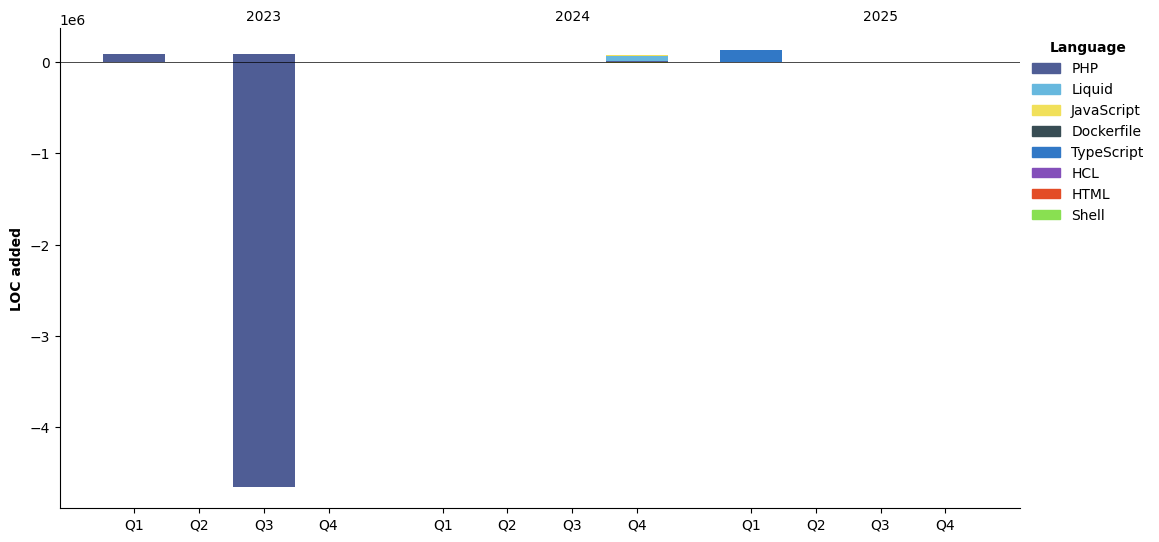 1e6
2023
2024
2025
0
−1
−2
−3
−4
LOC added
Q1
Q2
Q3
Q4
Q1
Q2
Q3
Q4
Q1
Q2
Q3
Q4
Language
PHP
Liquid
JavaScript
Dockerfile
TypeScript
HCL
HTML
Shell